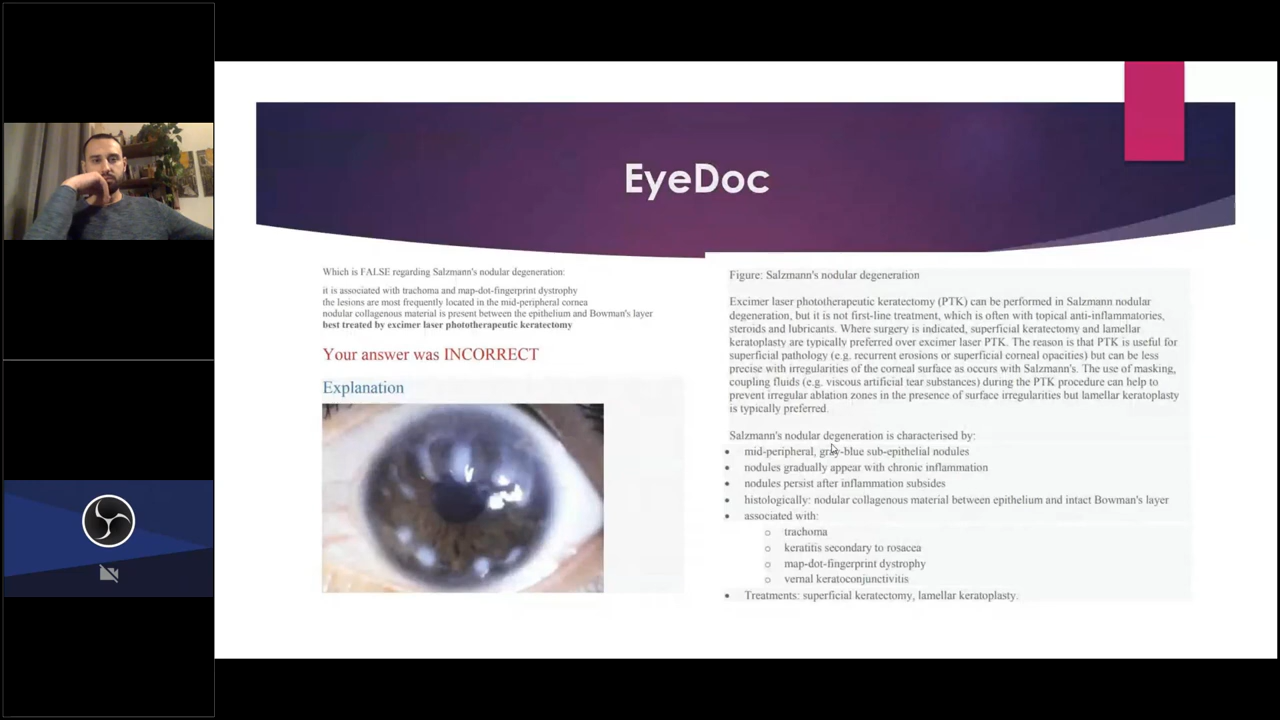 EyeDoc
Which is FALSE regarding Salzmann's nodular degeneration:
it is associated with trachoma and map-dot-fingerprint dystrophy
the lesions are most frequently located in the mid-peripheral cornea
nodular collagenous material is present between the epithelium and Bowman's layer
best treated by excimer laser phototherapeutic keratectomy
Your answer was INCORRECT
Explanation
Figure: Salzmann's nodular degeneration
Excimer laser phototherapeutic keratectomy (PTK) can be performed in Salzmann nodular
degeneration, but it is not first-line treatment, which is often with topical anti-inflammatories,
steroids and lubricants. Where surgery is indicated, superficial keratectomy and lamellar
keratoplasty are typically preferred over excimer laser PTK. The reason is that PTK is useful for
superficial pathology (e.g. recurrent erosions or superficial corneal opacities) but can be less
precise with irregularities of the corneal surface as occurs with Salzmann's. The use of masking,
coupling fluids (e.g. viscous artificial tear substances) during the PTK procedure can help to
prevent irregular ablation zones in the presence of surface irregularities but lamellar keratoplasty
is typically preferred.
Salzmann's nodular degeneration is characterised by:
• mid-peripheral, gray-blue sub-epithelial nodules
• nodules gradually appear with chronic inflammation
• nodules persist after inflammation subsides
• histologically: nodular collagenous material between epithelium and intact Bowman's layer
• associated with:
o trachoma
o keratitis secondary to rosacea
o map-dot-fingerprint dystrophy
o vernal keratoconjunctivitis
• Treatments: superficial keratectomy, lamellar keratoplasty.